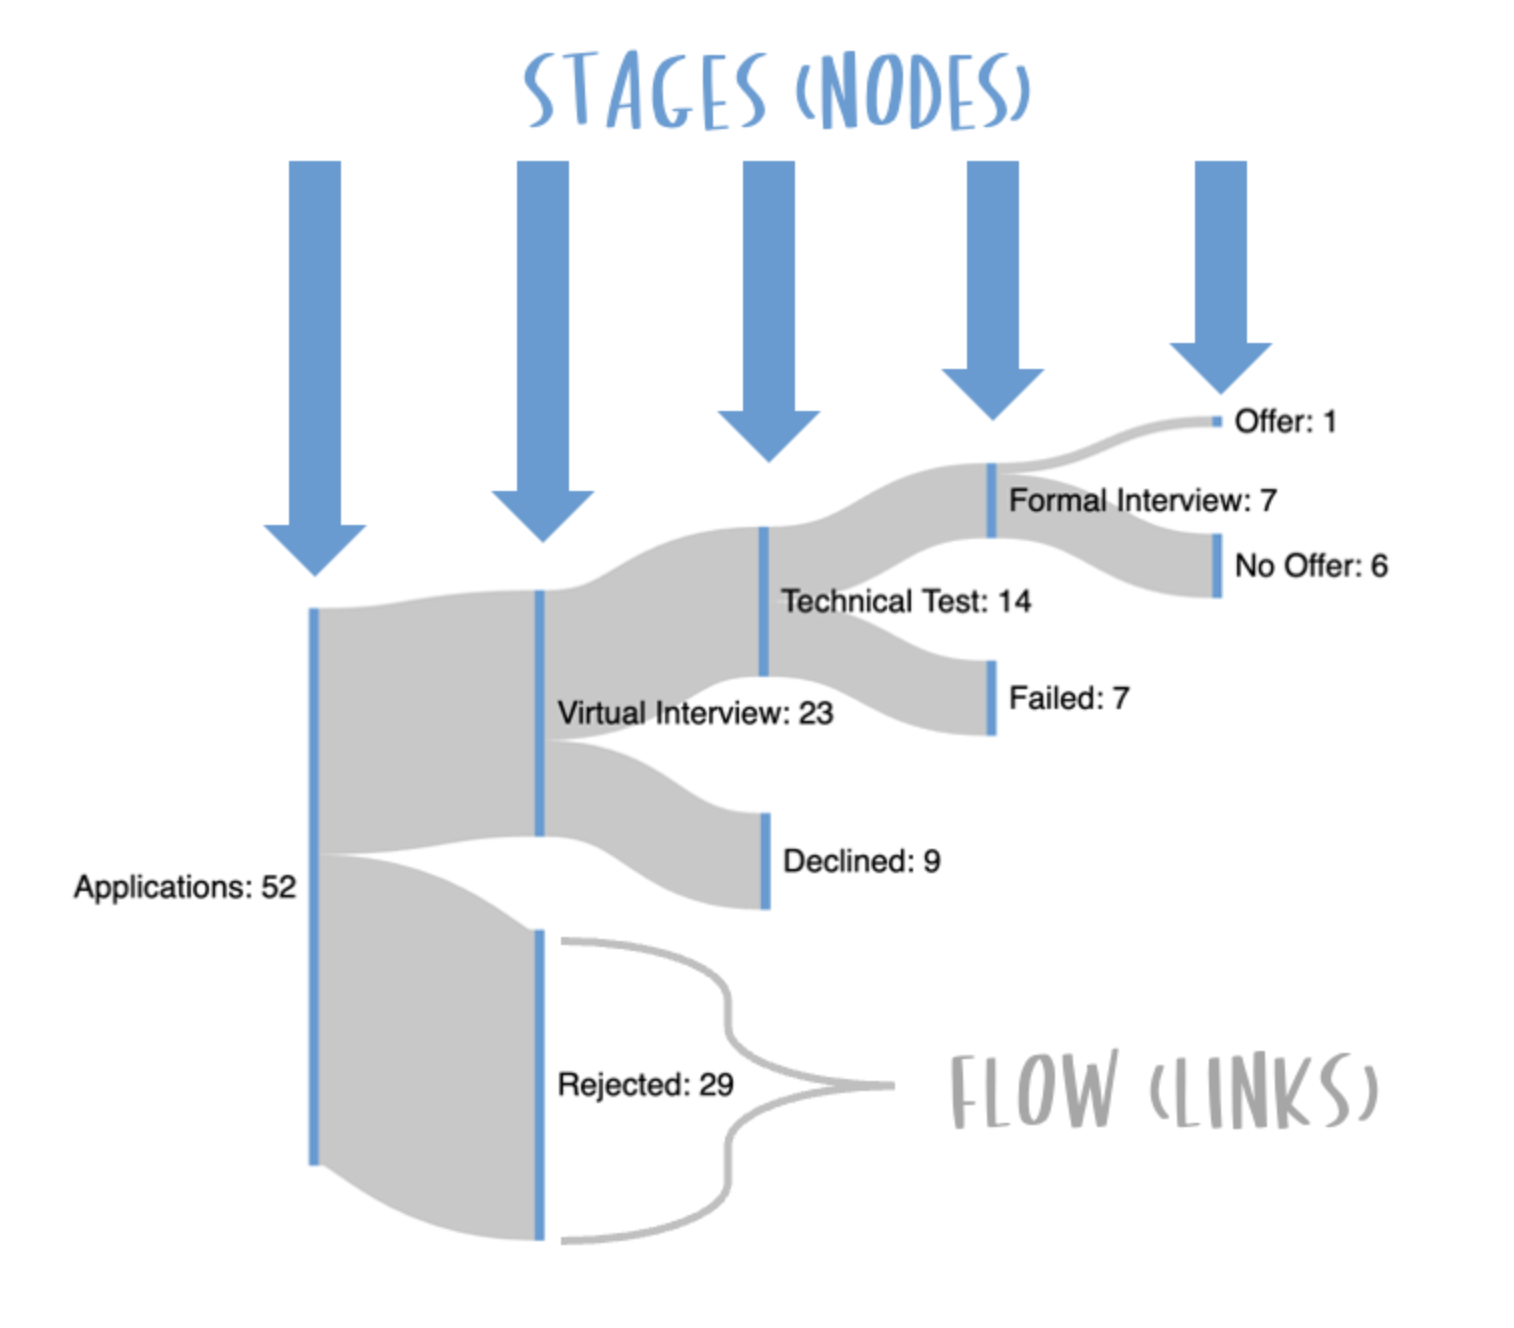 STAGES (NODES)
Offer: 1
Formal Interview: 7
No Offer: 6
Technical Test: 14
Failed: 7
Virtual Interview: 23
Declined: 9
Applications: 52
Rejected: 29
FLOW (LINKS)